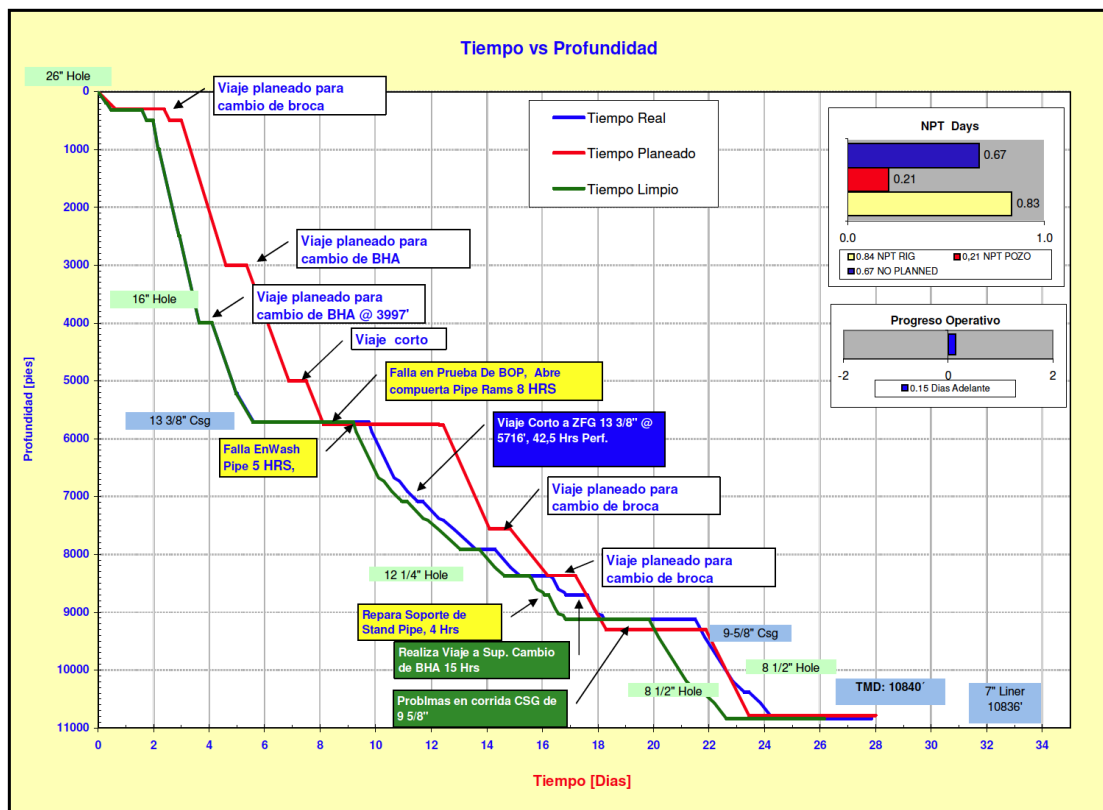 Tiempo vs Profundidad
26" Hole
Viaje planeado para
cambio de broca
Tiempo Real
Tiempo Planeado
Tiempo Limpio
NPT Days
0.67
0.21
0.83
0.0
1.0
0.84 NPT RIG
0,21 NPT POZO
0.67 NO PLANNED
Viaje planeado para
cambio de BHA
16" Hole
Viaje planeado para
cambio de BHA @ 3997'
Viaje corto
Progreso Operativo
-2
0
2
0.15 Dias Adelante
Falla en Prueba De BOP, Abre
compuerta Pipe Rams 8 HRS
13 3/8" Csg
Falla EnWash
Pipe 5 HRS,
Viaje Corto a ZFG 13 3/8" @
5716', 42,5 Hrs Perf.
Viaje planeado para
cambio de broca
12 1/4" Hole
Viaje planeado para
cambio de broca
Repara Soporte de
Stand Pipe, 4 Hrs
9-5/8" Csg
Realiza Viaje a Sup. Cambio
de BHA 15 Hrs
8 1/2" Hole
8 1/2" Hole
TMD: 10840´
7" Liner
10836'
Problmas en corrida CSG de
9 5/8"
Profundidad [pies]
0
1000
2000
3000
4000
5000
6000
7000
8000
9000
10000
11000
0
2
4
6
8
10
12
14
16
18
20
22
24
26
28
30
32
34
Tiempo [Dias]